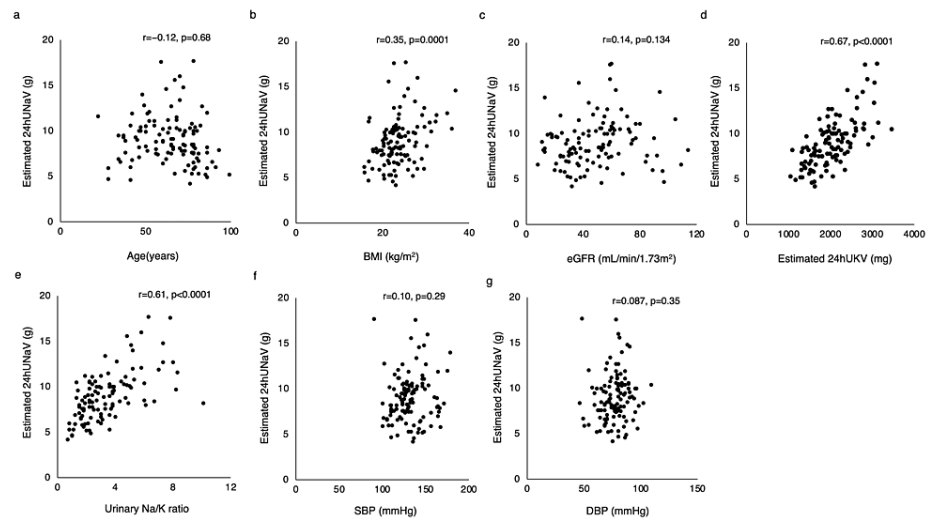 a
r=−0.12, p=0.68
Estimated 24hUNaV (g)
20
15
10
5
0
0
50
100
Age(years)
b
r=0.35, p=0.0001
Estimated 24hUNaV (g)
20
15
10
5
0
0
20
40
BMI (kg/m²)
c
r=0.14, p=0.134
Estimated 24hUNaV (g)
20
15
10
5
0
0
40
80
120
eGFR (mL/min/1.73m²)
d
r=0.67, p<0.0001
Estimated 24hUNaV (g)
20
15
10
5
0
0
1000
2000
3000
4000
Estimated 24hUKV (mg)
e
r=0.61, p<0.0001
Estimated 24hUNaV (g)
20
15
10
5
0
0
4
8
12
Urinary Na/K ratio
f
r=0.10, p=0.29
Estimated 24hUNaV (g)
20
15
10
5
0
0
50
100
150
200
SBP (mmHg)
g
r=0.087, p=0.35
Estimated 24hUNaV (g)
20
15
10
5
0
0
50
100
150
DBP (mmHg)